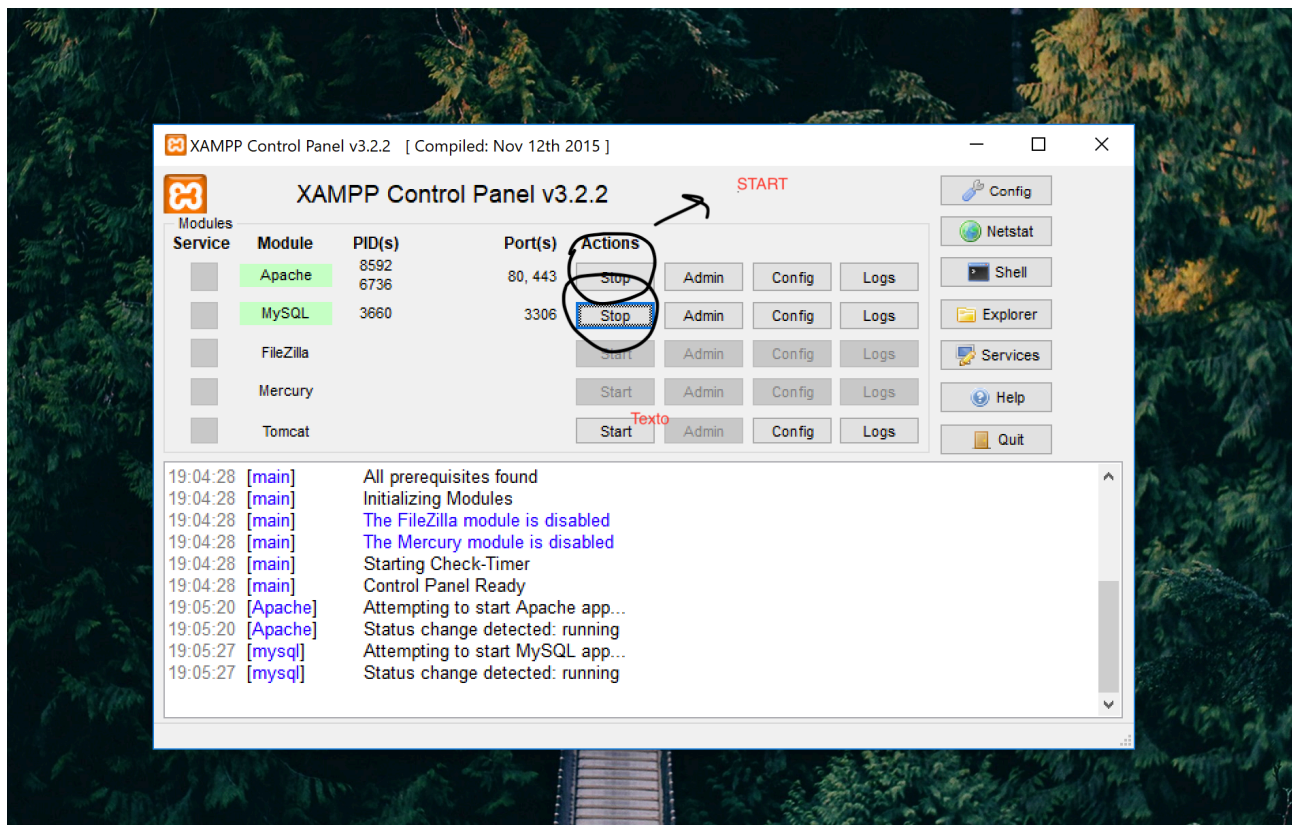 XAMPP Control Panel v3.2.2 [ Compiled: Nov 12th 2015 ]
XAMPP Control Panel v3.2.2
START
Config
Modules
Service Module PID(s) Port(s) Actions
Netstat
Apache 8592 6736 80, 443 Stop Admin Config Logs
Shell
MySQL 3660 3306 Stop Admin Config Logs
Explorer
FileZilla Start Admin Config Logs
Services
Mercury Start Admin Config Logs
Help
Texto
Tomcat Start Admin Config Logs
Quit
19:04:28 [main] All prerequisites found
19:04:28 [main] Initializing Modules
19:04:28 [main] The FileZilla module is disabled
19:04:28 [main] The Mercury module is disabled
19:04:28 [main] Starting Check-Timer
19:04:28 [main] Control Panel Ready
19:05:20 [Apache] Attempting to start Apache app...
19:05:20 [Apache] Status change detected: running
19:05:27 [mysql] Attempting to start MySQL app...
19:05:27 [mysql] Status change detected: running